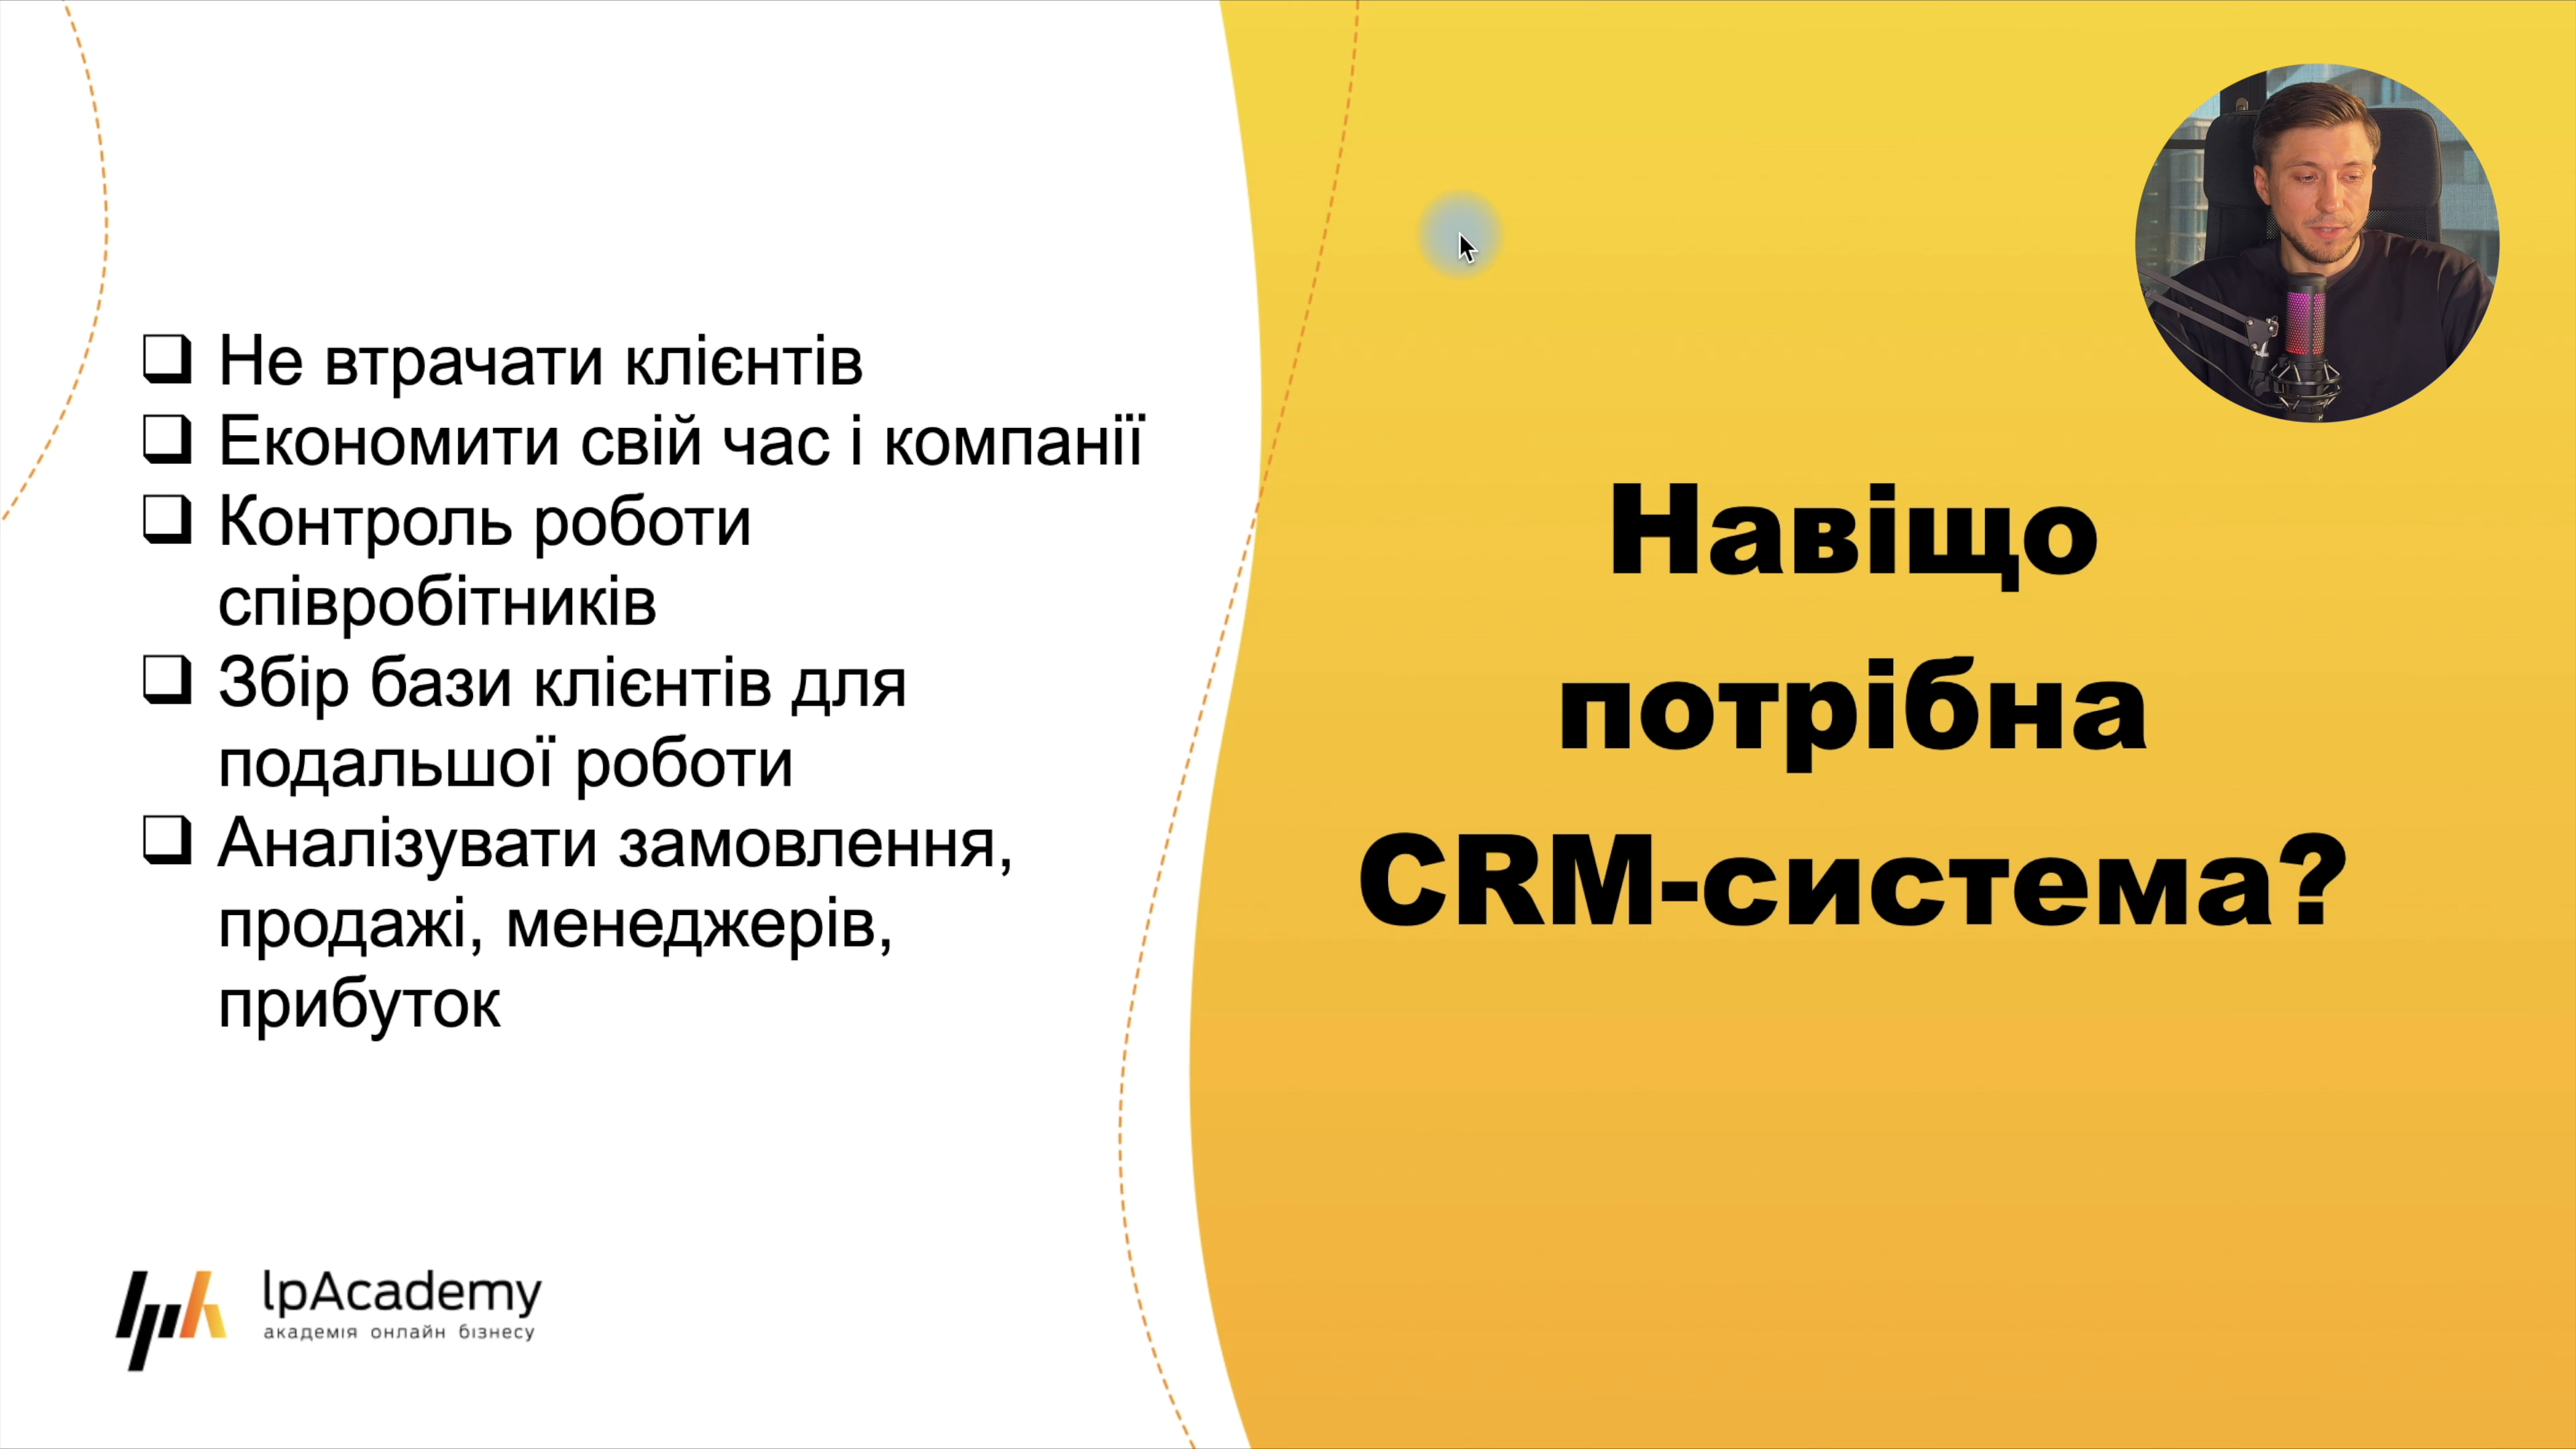 Не втрачати клієнтів
Економити свій час і компанії
Контроль роботи
співробітників
Збір бази клієнтів для
подальшої роботи
Аналізувати замовлення,
продажі, менеджерів,
прибуток
Навіщо
потрібна
CRM-система?
lpAcademy
академія онлайн бізнесу